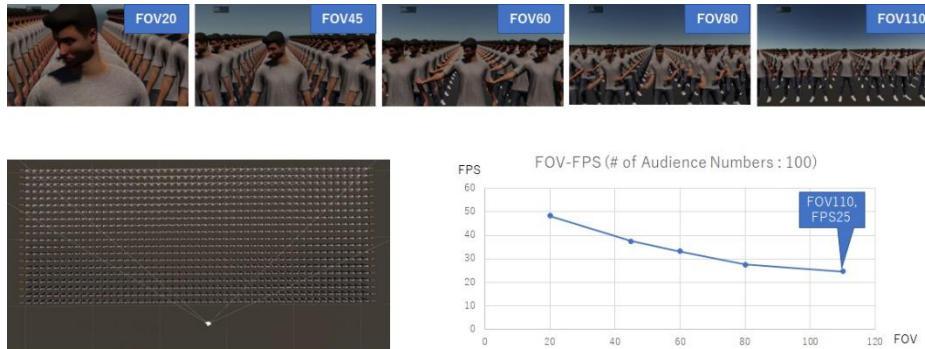 FOV20
FOV45
FOV60
FOV80
FOV110
FOV-FPS (# of Audience Numbers : 100)
FPS
60
50
40
30
20
10
0
FOV110,
FPS25
0
20
40
60
80
100
120
FOV